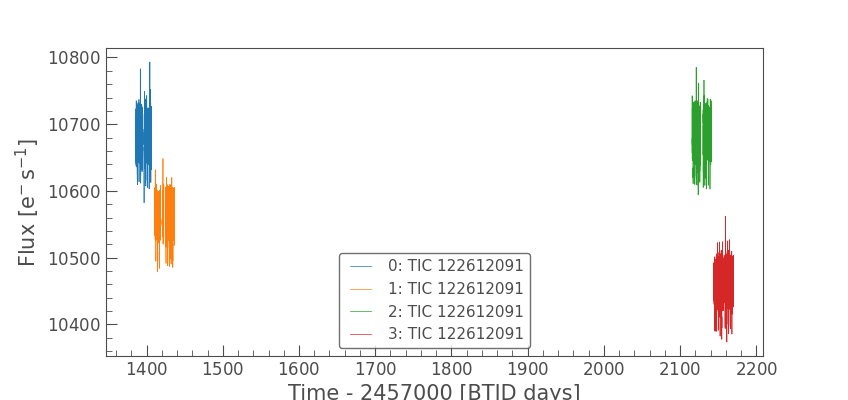 10800
10700
10600
10500
10400
Flux [e⁻ s⁻¹]
0: TIC 122612091
1: TIC 122612091
2: TIC 122612091
3: TIC 122612091
1400 1500 1600 1700 1800 1900 2000 2100 2200
Time - 2457000 [BTJD days]